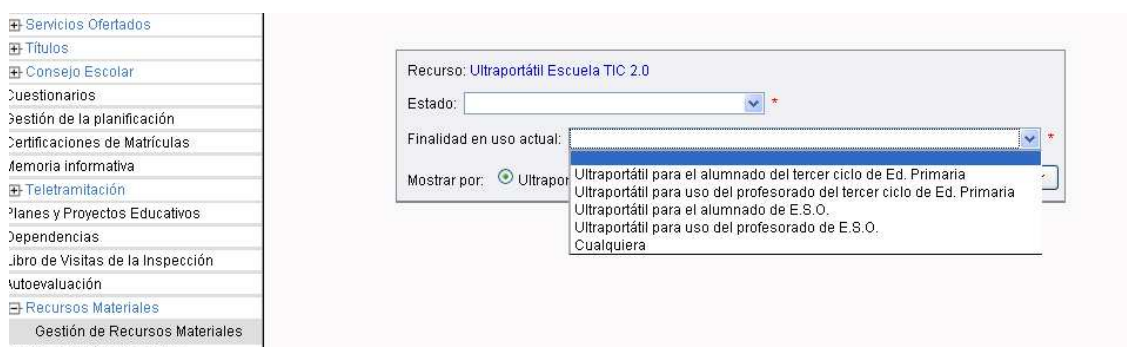 Servicios Ofertados
Títulos
Consejo Escolar
Cuestionarios
Gestión de la planificación
Certificaciones de Matrículas
Memoria informativa
Teletramitación
Planes y Proyectos Educativos
Dependencias
Libro de Visitas de la Inspección
Autoevaluación
Recursos Materiales
Gestión de Recursos Materiales
Recurso: Ultraportátil Escuela TIC 2.0
Estado: *
Finalidad en uso actual: *
Mostrar por:
Ultraportátil para el alumnado del tercer ciclo de Ed. Primaria
Ultraportátil para uso del profesorado del tercer ciclo de Ed. Primaria
Ultraportátil para el alumnado de E.S.O.
Ultraportátil para uso del profesorado de E.S.O.
Cualquiera